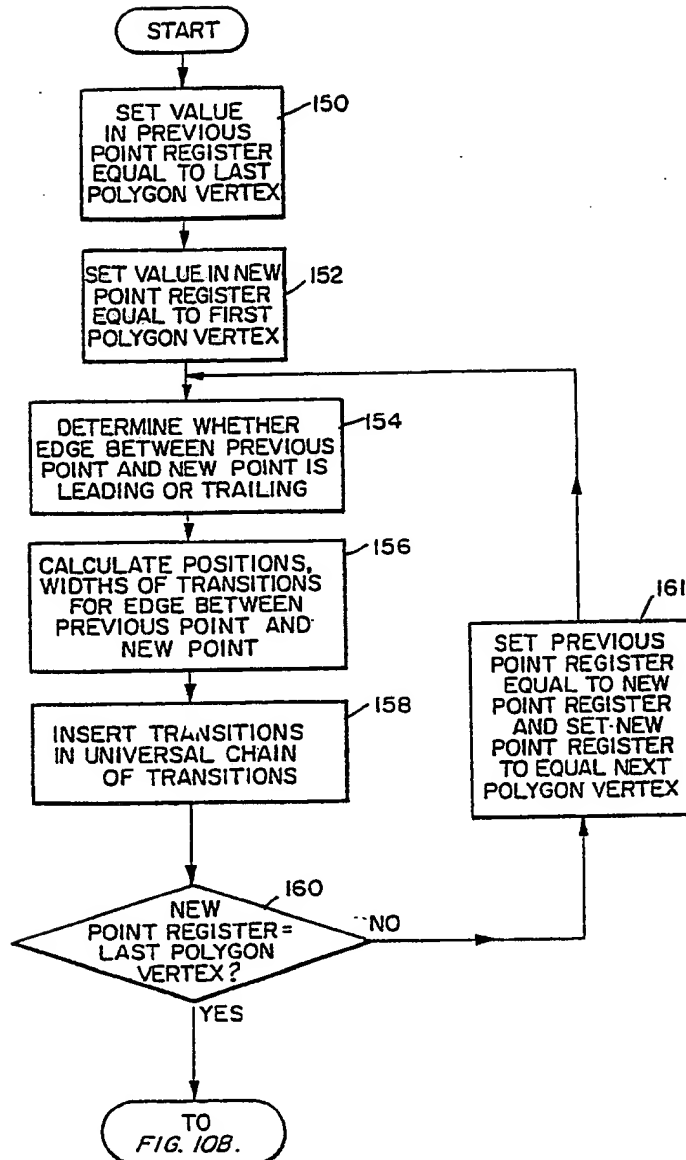 START
150
SET VALUE
IN PREVIOUS
POINT REGISTER
EQUAL TO LAST
POLYGON VERTEX
152
SET VALUE IN NEW
POINT REGISTER
EQUAL TO FIRST
POLYGON VERTEX
154
DETERMINE WHETHER
EDGE BETWEEN PREVIOUS
POINT AND NEW POINT IS
LEADING OR TRAILING
156
CALCULATE POSITIONS,
WIDTHS OF TRANSITIONS
FOR EDGE BETWEEN
PREVIOUS POINT AND
NEW POINT
158
INSERT TRANSITIONS
IN UNIVERSAL CHAIN
OF TRANSITIONS
160
NEW
POINT REGISTER =
LAST POLYGON
VERTEX?
NO
YES
161
SET PREVIOUS
POINT REGISTER
EQUAL TO NEW
POINT REGISTER
AND SET NEW
POINT REGISTER
TO EQUAL NEXT
POLYGON VERTEX
TO
FIG. 10B.